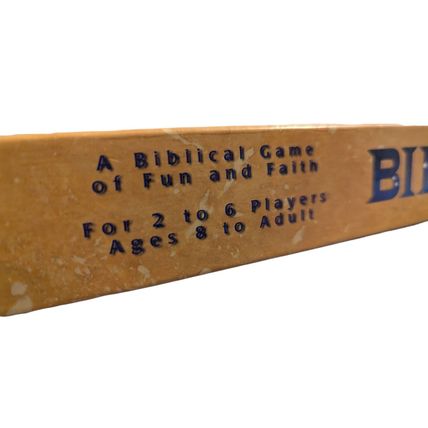 A Biblical Game
of Fun and Faith
For 2 to 6 Players
Ages 8 to Adult